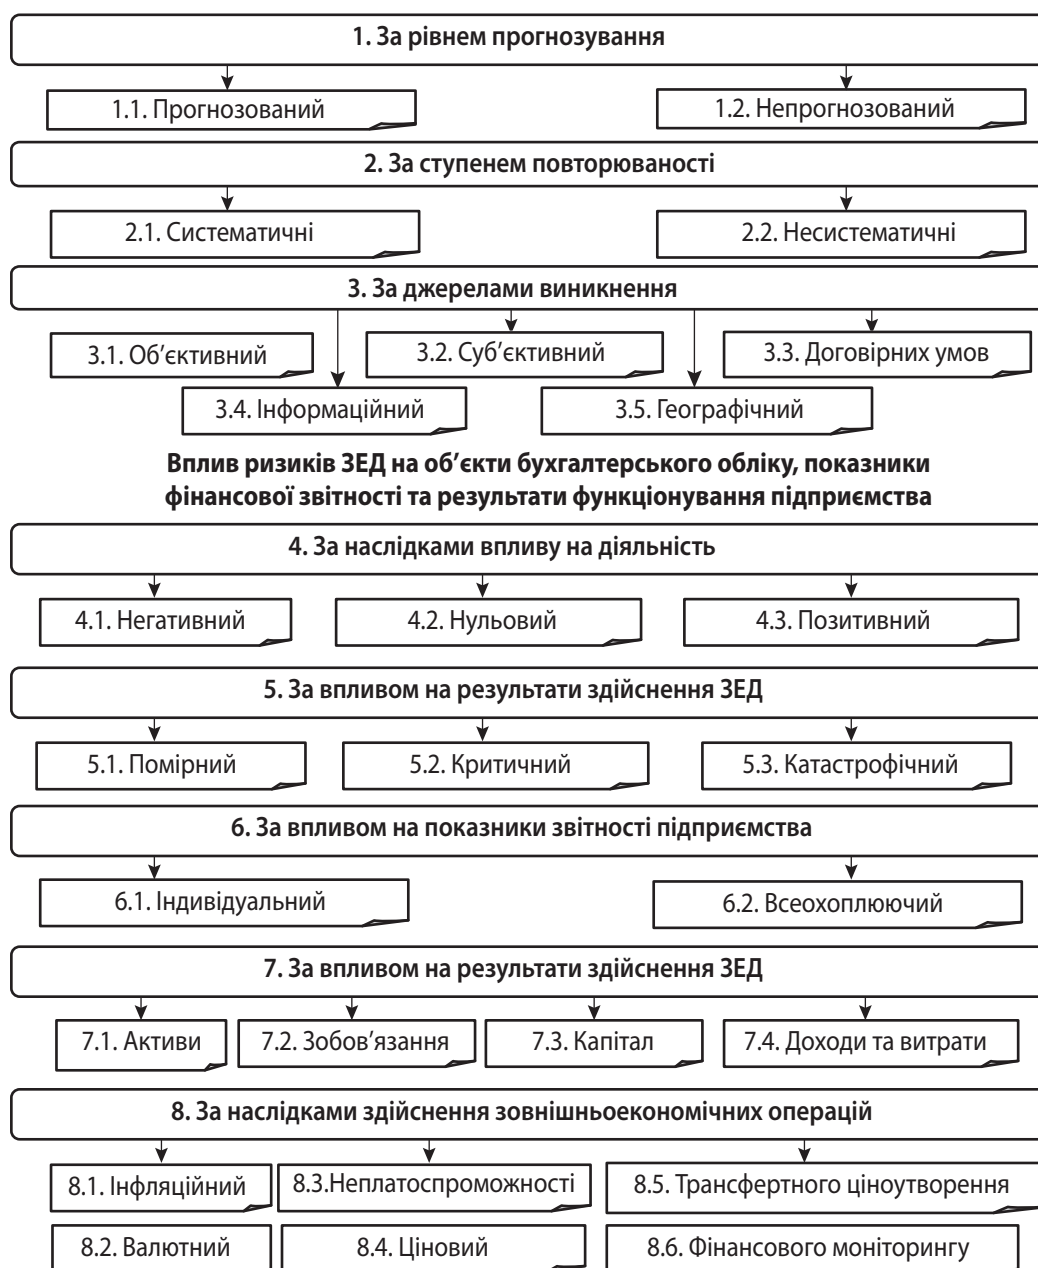 1. За рівнем прогнозування
1.1. Прогнозований
1.2. Непрогнозований
2. За ступенем повторюваності
2.1. Систематичні
2.2. Несистематичні
3. За джерелами виникнення
3.1. Об’єктивний
3.2. Суб’єктивний
3.3. Договірних умов
3.4. Інформаційний
3.5. Географічний
Вплив ризиків ЗЕД на об’єкти бухгалтерського обліку, показники
фінансової звітності та результати функціонування підприємства
4. За наслідками впливу на діяльність
4.1. Негативний
4.2. Нульовий
4.3. Позитивний
5. За впливом на результати здійснення ЗЕД
5.1. Помірний
5.2. Критичний
5.3. Катастрофічний
6. За впливом на показники звітності підприємства
6.1. Індивідуальний
6.2. Всеохоплюючий
7. За впливом на результати здійснення ЗЕД
7.1. Активи
7.2. Зобов’язання
7.3. Капітал
7.4. Доходи та витрати
8. За наслідками здійснення зовнішньоекономічних операцій
8.1. Інфляційний
8.3.Неплатоспроможності
8.5. Трансфертного ціноутворення
8.2. Валютний
8.4. Ціновий
8.6. Фінансового моніторингу